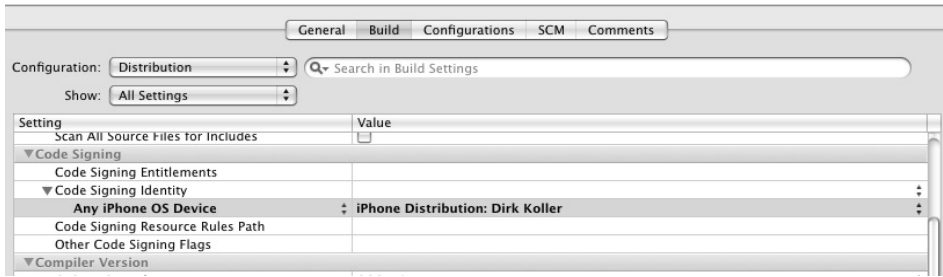 General Build Configurations SCM Comments
Configuration: Distribution Search in Build Settings
Show: All Settings
Setting Value
Scan All Source Files for Includes
Code Signing
Code Signing Entitlements
Code Signing Identity
Any iPhone OS Device iPhone Distribution: Dirk Koller
Code Signing Resource Rules Path
Other Code Signing Flags
Compiler Version